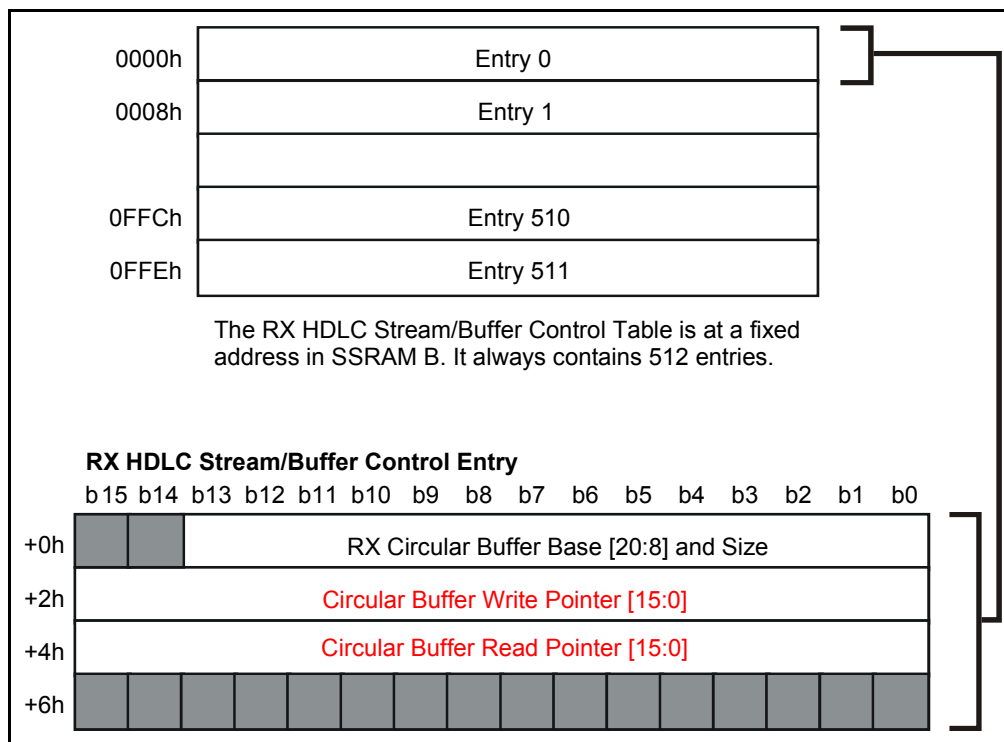 0000h Entry 0
0008h Entry 1
0FFCh Entry 510
0FFEh Entry 511
The RX HDLC Stream/Buffer Control Table is at a fixed
address in SSRAM B. It always contains 512 entries.
RX HDLC Stream/Buffer Control Entry
b15 b14 b13 b12 b11 b10 b9 b8 b7 b6 b5 b4 b3 b2 b1 b0
+0h RX Circular Buffer Base [20:8] and Size
+2h Circular Buffer Write Pointer [15:0]
+4h Circular Buffer Read Pointer [15:0]
+6h